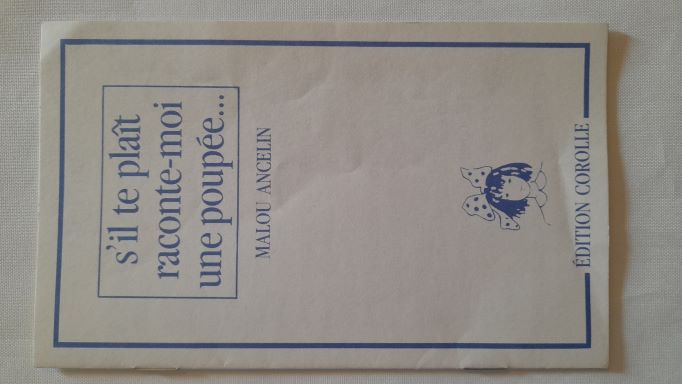 s'il te plaît
raconte-moi
une poupée...
MALOU ANCELIN
ÉDITION COROLLE